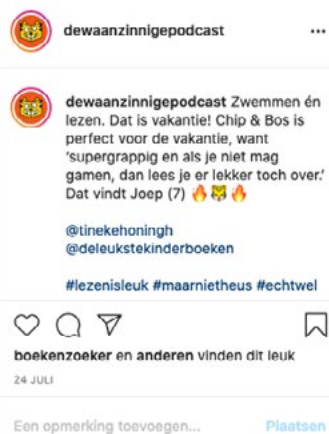 dewaanzinnigepodcast
dewaanzinnigepodcast Zwemmen én
lezen. Dat is vakantie! Chip & Bos is
perfect voor de vakantie, want
‘supergrappig en als je niet mag
gamen, dan lees je er lekker toch over.’
Dat vindt Joep (7) 🔥🐯🔥
@tinekehoningh
@deleukstekinderboeken
#lezenisleuk #maarnietheus #echtwel
boekenzoeker en anderen vinden dit leuk
24 JULI
Een opmerking toevoegen... Plaatsen